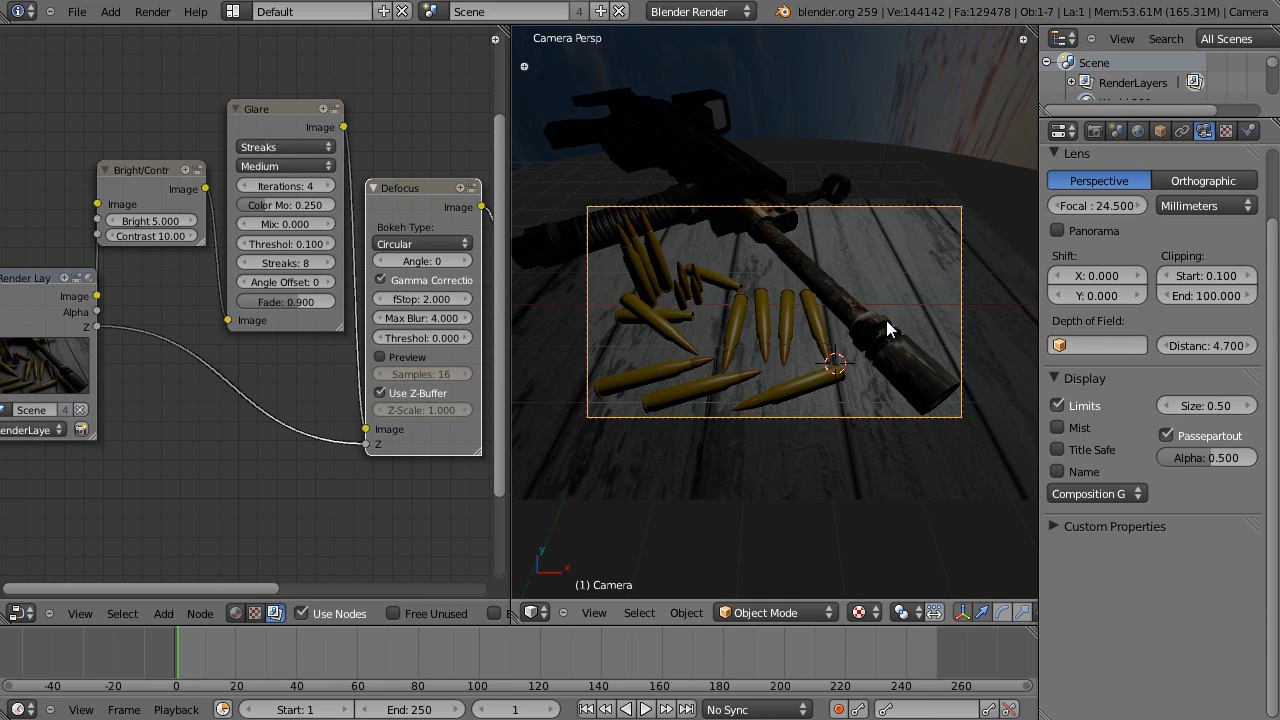 File Add Render Help Default Scene 4 Blender Render blender.org 259 | Ve:144142 | Fa:129478 | Ob:1-7 | La:1 | Mem:53.61M (165.31M) | Camera
Glare
Image
Streaks
Medium
Iterations: 4
Color Mo: 0.250
Mix: 0.000
Threshol: 0.100
Streaks: 8
Angle Offset: 0
Fade: 0.900
Image
Bright/Contr
Image
Image
Bright 5.000
Contrast 10.00
Render Lay
Image
Alpha
Z
Scene 4
Defocus
Image
Bokeh Type:
Circular
Angle: 0
Gamma Correctio
fStop: 2.000
Max Blur: 4.000
Threshol: 0.000
Preview
Samples: 16
Use Z-Buffer
Z-Scale: 1.000
Image
Z
View Select Add Node Use Nodes Free Unused
Camera Persp
y
x
(1) Camera
View Select Object Object Mode
View Search All Scenes
Scene
RenderLayers
Lens
Perspective Orthographic
Focal : 24.500 Millimeters
Panorama
Shift: Clipping:
X: 0.000 Start: 0.100
Y: 0.000 End: 100.000
Depth of Field:
Distanc: 4.700
Display
Limits Size: 0.50
Mist Passepartout
Title Safe Alpha: 0.500
Name
Composition G
Custom Properties
-40 -20 0 20 40 60 80 100 120 140 160 180 200 220 240 260
View Frame Playback Start: 1 End: 250 1 No Sync